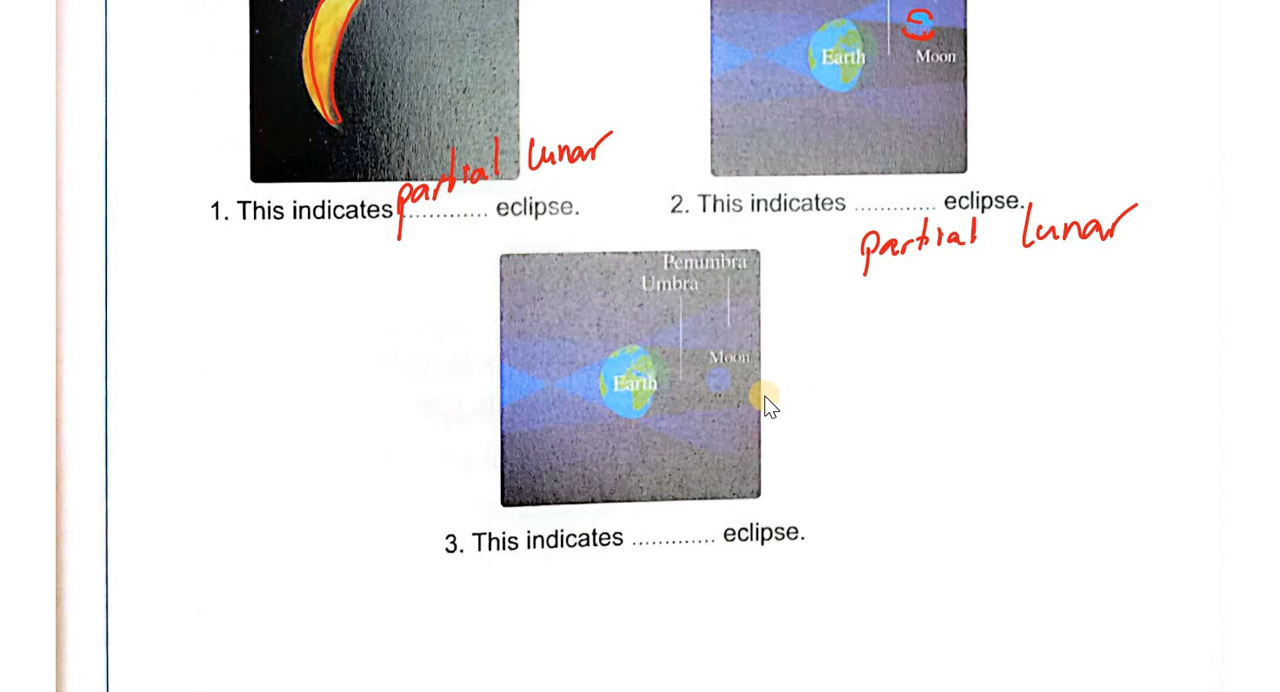 Earth
Moon
partial lunar
1. This indicates ............. eclipse.
2. This indicates ............. eclipse.
partial lunar
Penumbra
Umbra
Moon
Earth
3. This indicates ............. eclipse.